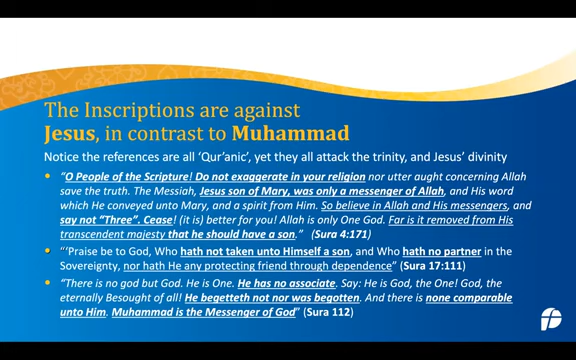 The Inscriptions are against
Jesus, in contrast to Muhammad
Notice the references are all 'Qur'anic', yet they all attack the trinity, and Jesus' divinity
• "O People of the Scripture! Do not exaggerate in your religion nor utter aught concerning Allah
save the truth. The Messiah, Jesus son of Mary, was only a messenger of Allah, and His word
which He conveyed unto Mary, and a spirit from Him. So believe in Allah and His messengers, and
say not "Three". Cease! (it is) better for you! Allah is only One God. Far is it removed from His
transcendent majesty that he should have a son." (Sura 4:171)
• "'Praise be to God, Who hath not taken unto Himself a son, and Who hath no partner in the
Sovereignty, nor hath He any protecting friend through dependence" (Sura 17:111)
• "There is no god but God. He is One. He has no associate. Say: He is God, the One! God, the
eternally Besought of all! He begetteth not nor was begotten. And there is none comparable
unto Him. Muhammad is the Messenger of God" (Sura 112)